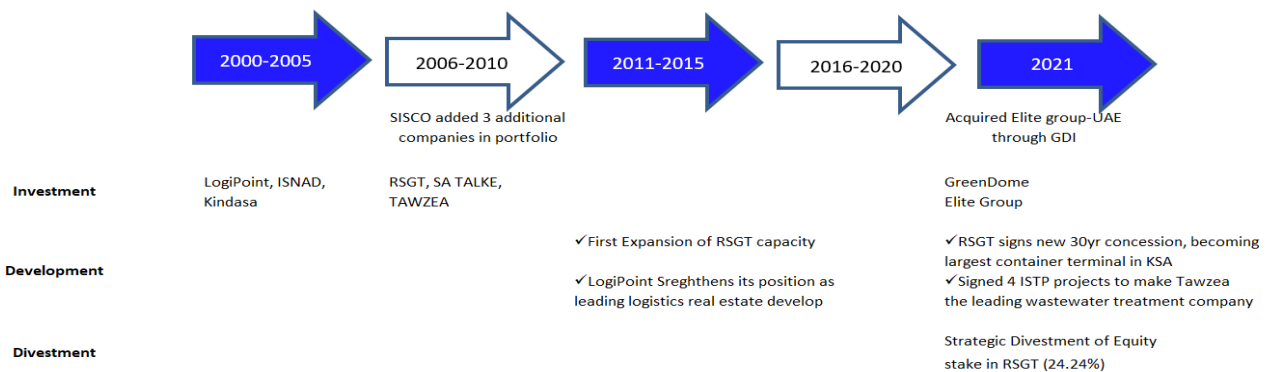 2000-2005
2006-2010
2011-2015
2016-2020
2021
SISCO added 3 additional
companies in portfolio
Acquired Elite group-UAE
through GDI
Investment
LogiPoint, ISNAD,
Kindasa
RSGT, SA TALKE,
TAWZEA
GreenDome
Elite Group
Development
✓First Expansion of RSGT capacity
✓LogiPoint Sreghthens its position as
leading logistics real estate develop
✓RSGT signs new 30yr concession, becoming
largest container terminal in KSA
✓Signed 4 ISTP projects to make Tawzea
the leading wastewater treatment company
Divestment
Strategic Divestment of Equity
stake in RSGT (24.24%)